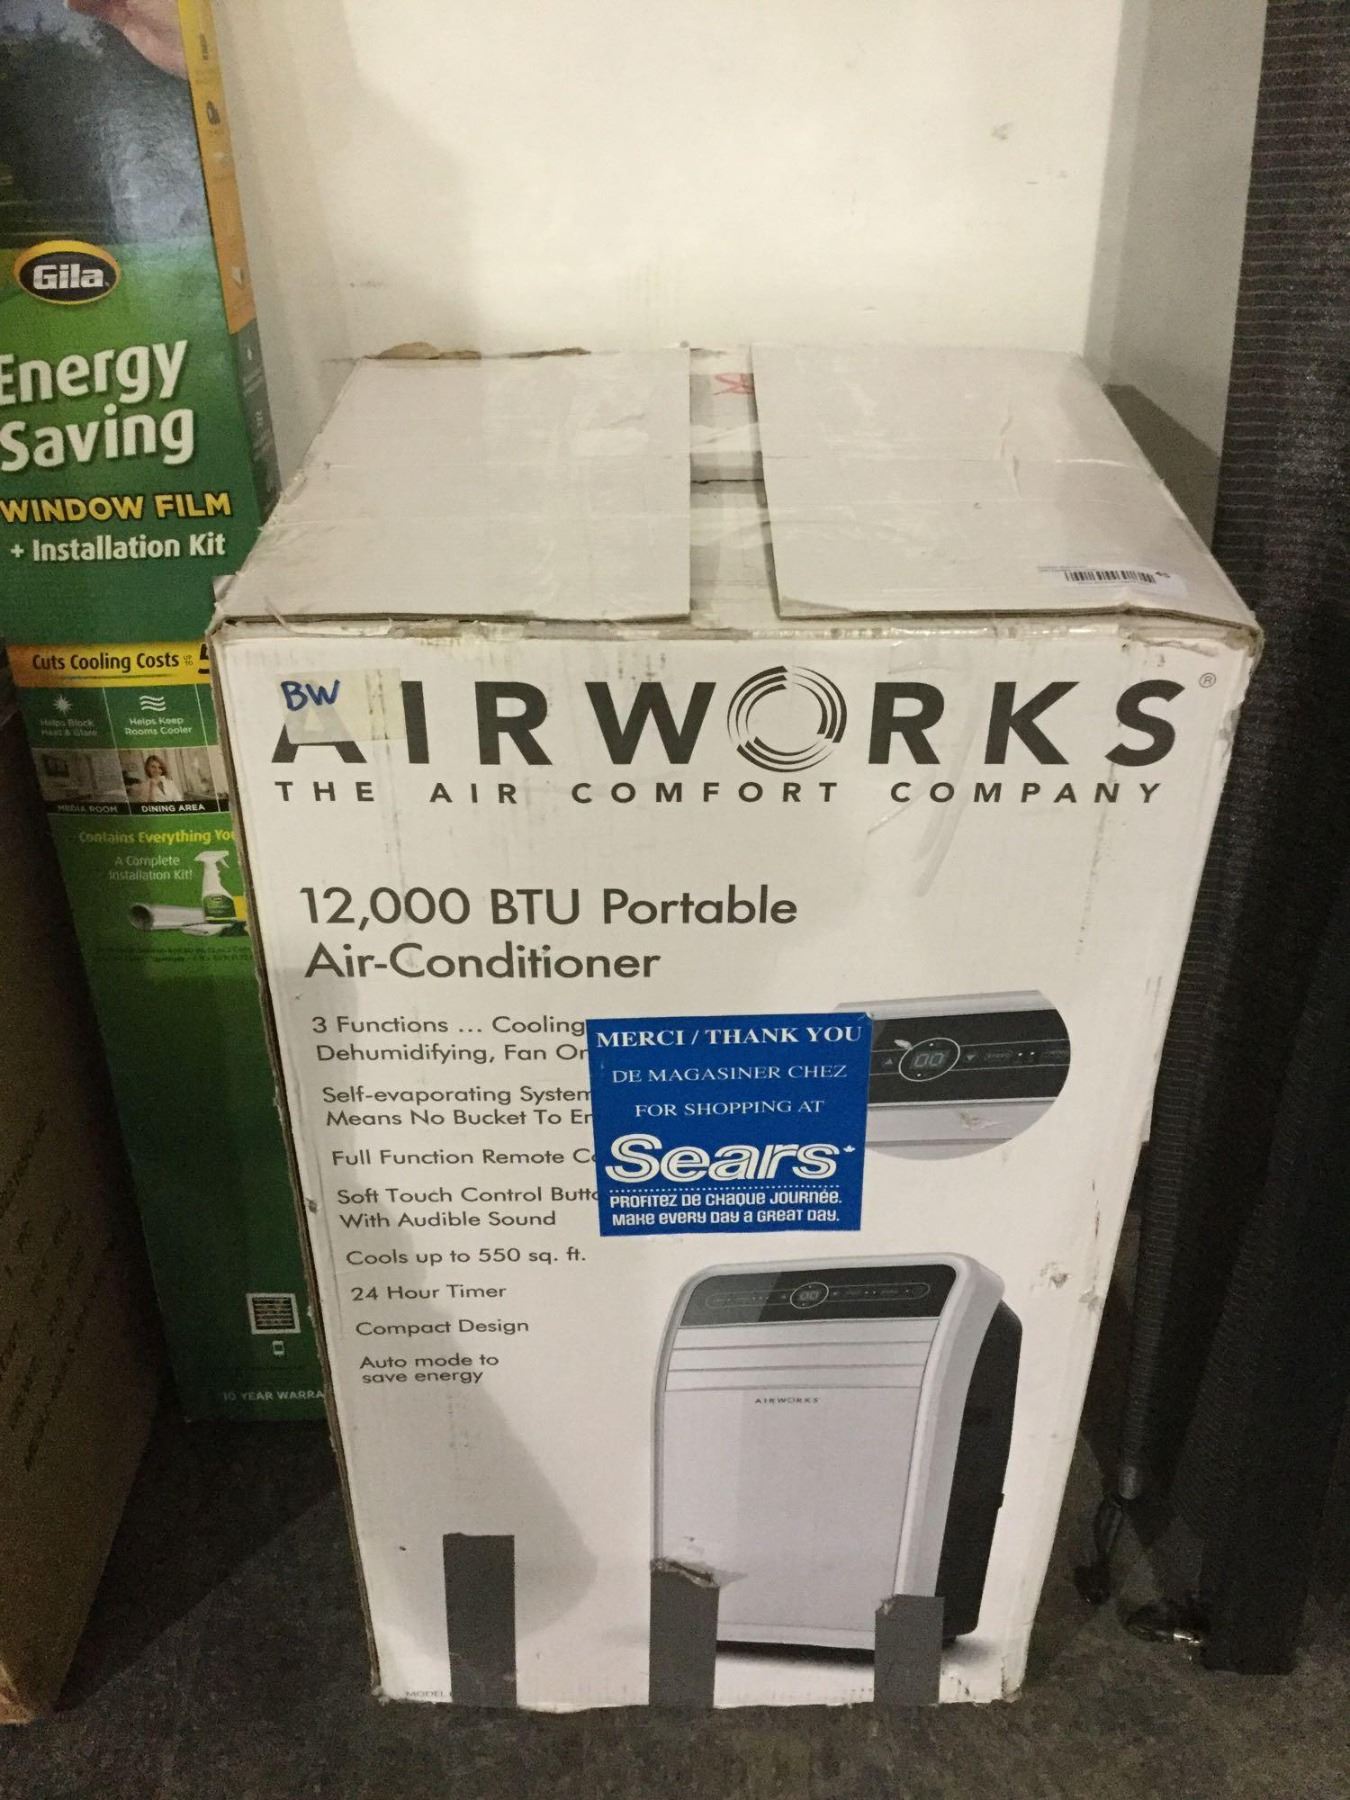 Gila
Energy
Saving
WINDOW FILM
+ Installation Kit
Cuts Cooling Costs UP TO
Helps Block
Heat & Glare
Helps Keep
Rooms Cooler
MEDIA ROOM
DINING AREA
Contains Everything You
A Complete
Installation Kit!
10 YEAR WARRA
BW
AIRWORKS®
THE AIR COMFORT COMPANY
12,000 BTU Portable
Air-Conditioner
3 Functions ... Cooling
Dehumidifying, Fan On
Self-evaporating System
Means No Bucket To Em
Full Function Remote Co
Soft Touch Control Butto
With Audible Sound
Cools up to 550 sq. ft.
24 Hour Timer
Compact Design
Auto mode to
save energy
MERCI / THANK YOU
DE MAGASINER CHEZ
FOR SHOPPING AT
Sears
PROFITEZ DE CHAQUE JOURNÉE.
MAKE EVERY DAY A GREAT DAY.
00
00
AIRWORKS
MODEL